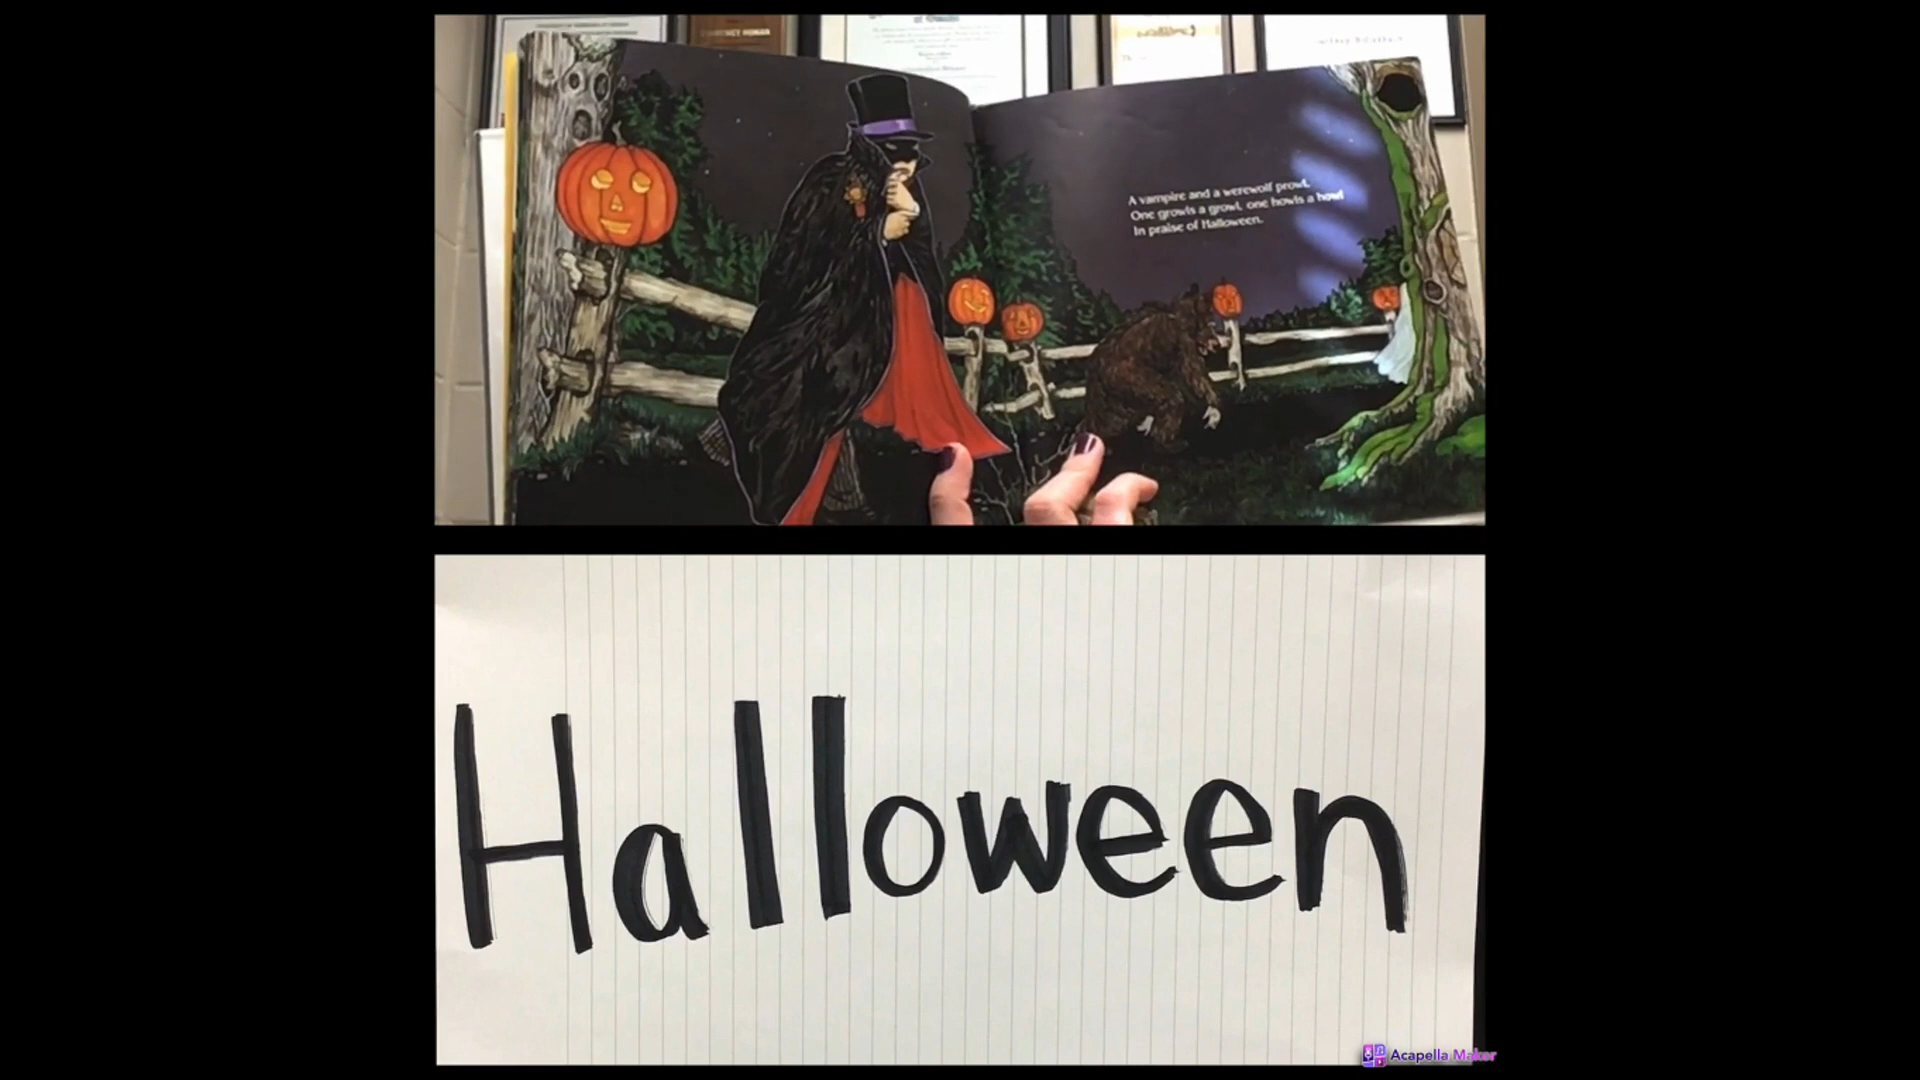 A vampire and a werewolf prowl.
One growls a growl, one howls a howl
In praise of Halloween.
Halloween
Acapella Maker